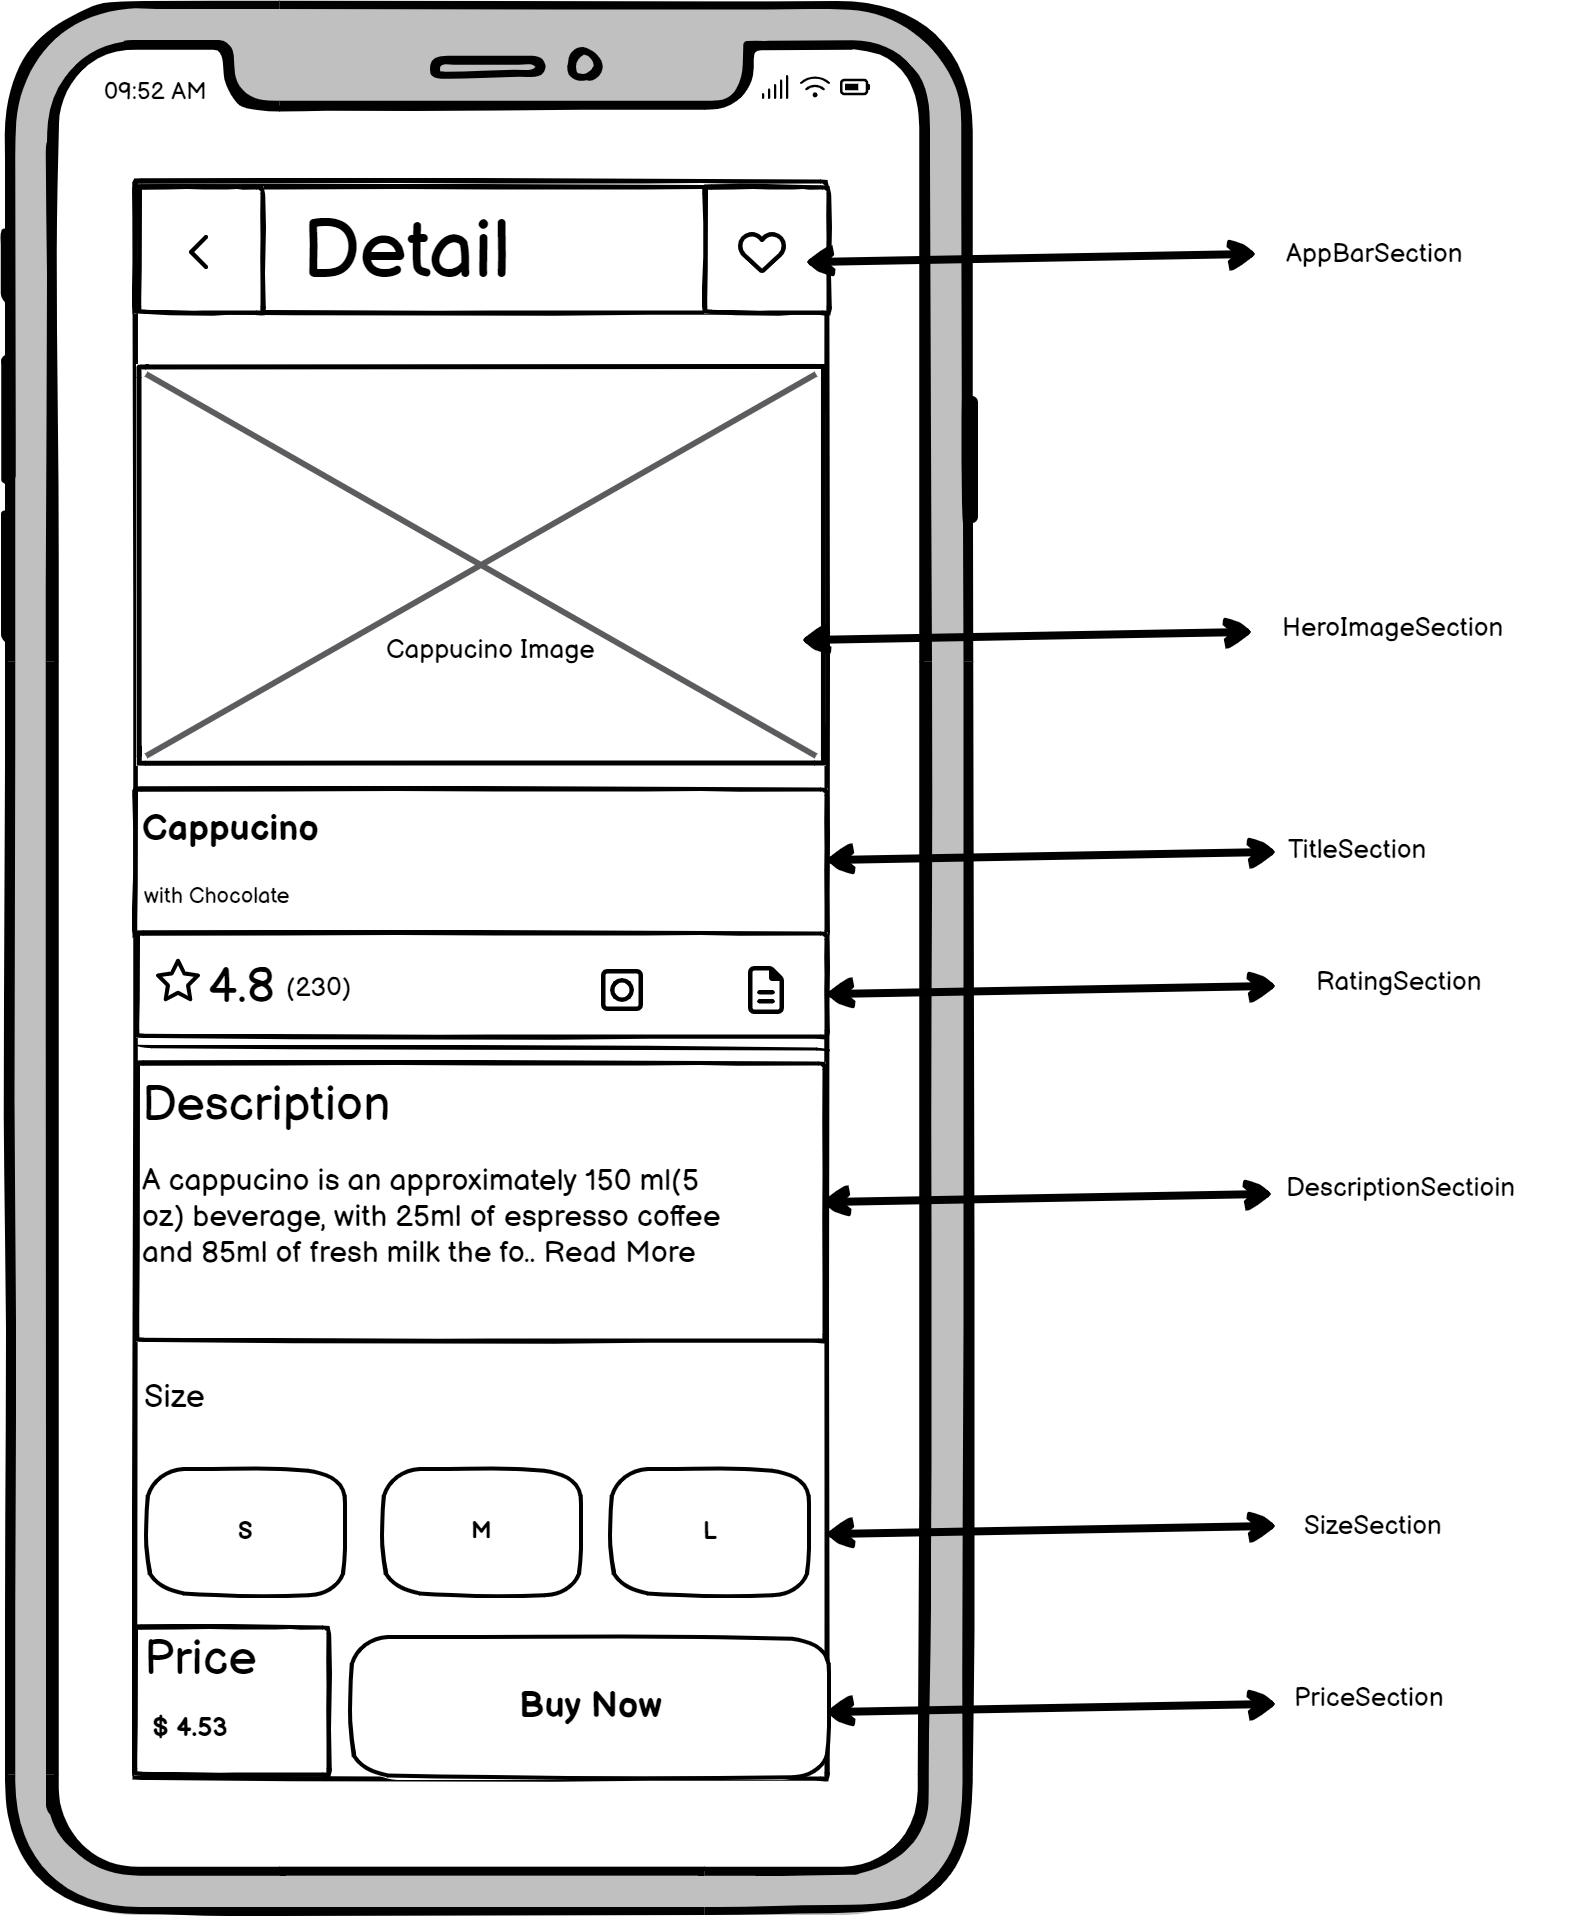 09:52 AM
Detail
AppBarSection
Cappucino Image
HeroImageSection
Cappucino
TitleSection
with Chocolate
4.8 (230)
RatingSection
Description
A cappucino is an approximately 150 ml(5
oz) beverage, with 25ml of espresso coffee
and 85ml of fresh milk the fo.. Read More
DescriptionSectioin
Size
S M L
SizeSection
Price
$ 4.53
Buy Now
PriceSection